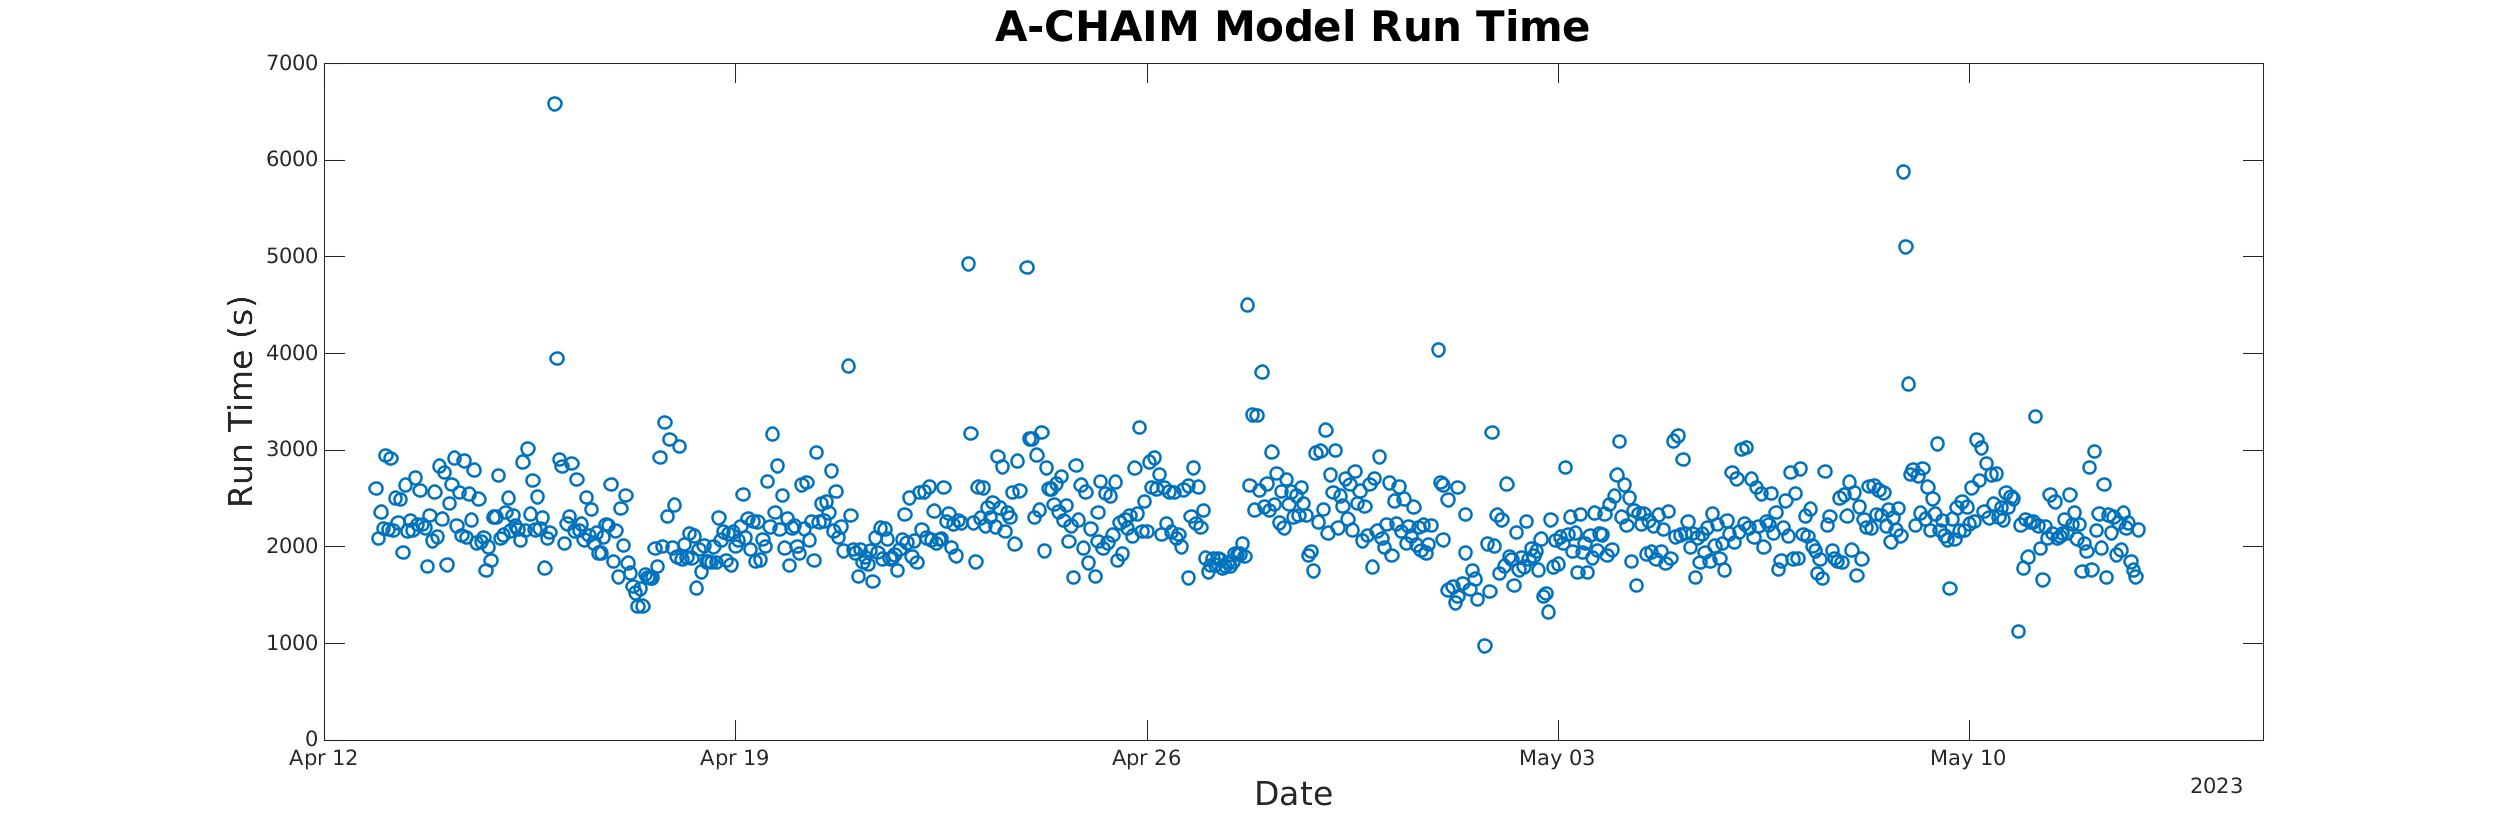 A-CHAIM Model Run Time
7000
6000
5000
4000
3000
2000
1000
0
Run Time (s)
Apr 12 Apr 19 Apr 26 May 03 May 10
2023
Date